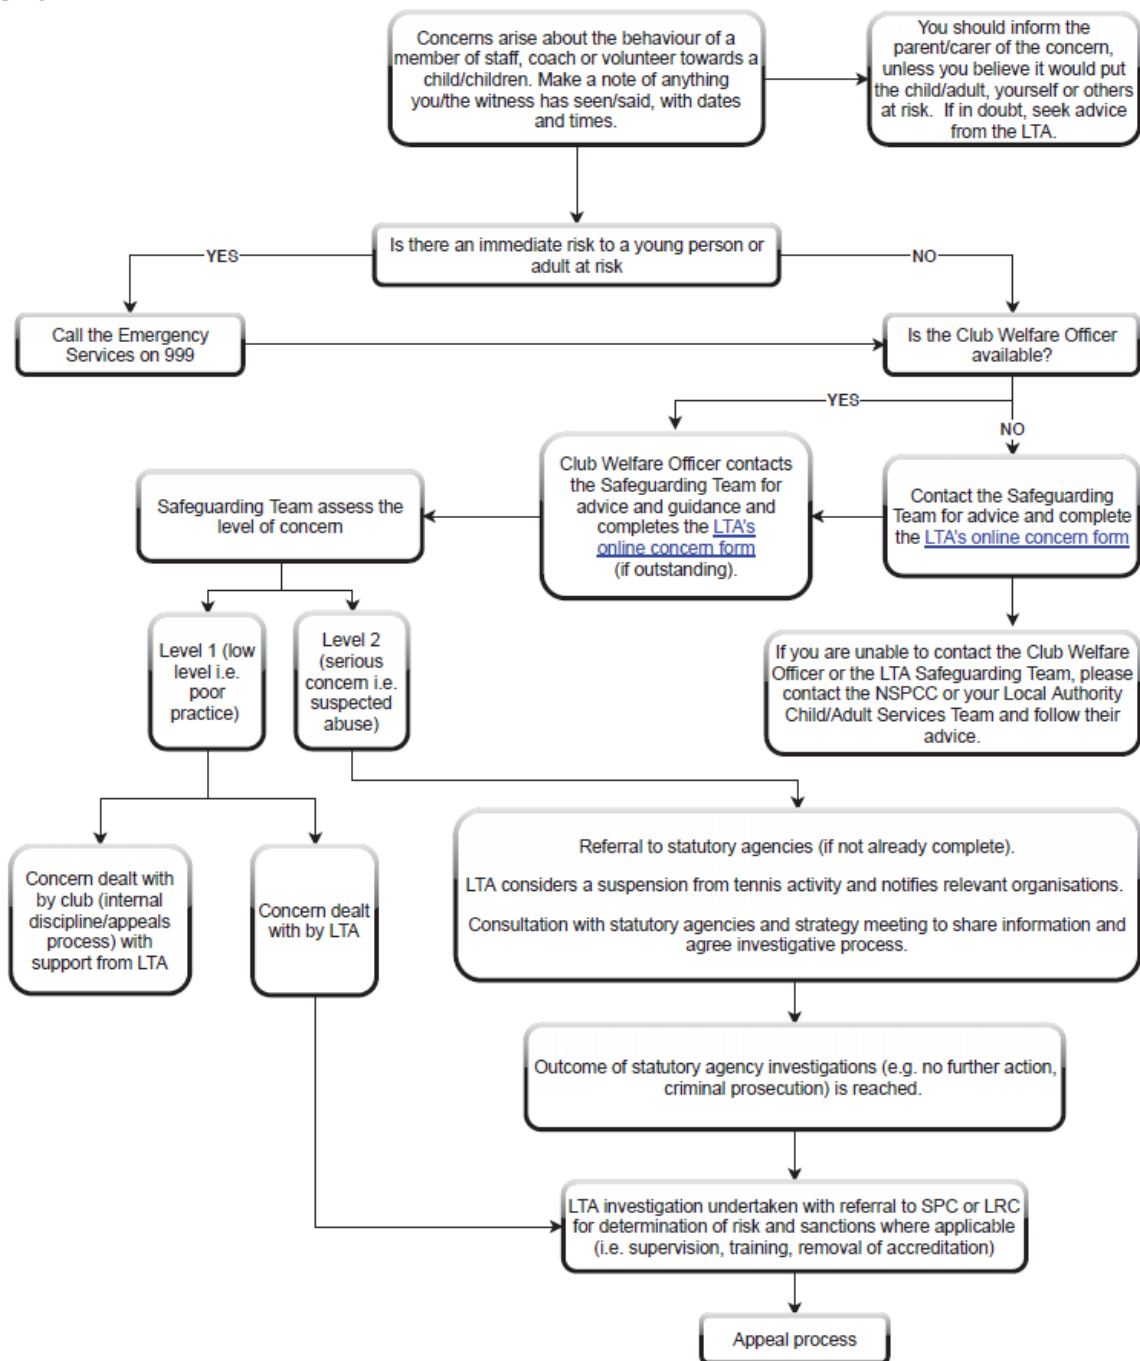 Concerns arise about the behaviour of a
member of staff, coach or volunteer towards a
child/children. Make a note of anything
you/the witness has seen/said, with dates
and times.
You should inform the
parent/carer of the concern,
unless you believe it would put
the child/adult, yourself or others
at risk. If in doubt, seek advice
from the LTA.
Is there an immediate risk to a young person or
adult at risk
YES
NO
Call the Emergency
Services on 999
Is the Club Welfare Officer
available?
YES
NO
Club Welfare Officer contacts
the Safeguarding Team for
advice and guidance and
completes the LTA's
online concern form
(if outstanding).
Contact the Safeguarding
Team for advice and complete
the LTA's online concern form
Safeguarding Team assess the
level of concern
Level 1 (low
level i.e.
poor
practice)
Level 2
(serious
concern i.e.
suspected
abuse)
If you are unable to contact the Club Welfare
Officer or the LTA Safeguarding Team, please
contact the NSPCC or your Local Authority
Child/Adult Services Team and follow their
advice.
Concern dealt with
by club (internal
discipline/appeals
process) with
support from LTA
Concern dealt
with by LTA
Referral to statutory agencies (if not already complete).
LTA considers a suspension from tennis activity and notifies relevant organisations.
Consultation with statutory agencies and strategy meeting to share information and
agree investigative process.
Outcome of statutory agency investigations (e.g. no further action,
criminal prosecution) is reached.
LTA investigation undertaken with referral to SPC or LRC
for determination of risk and sanctions where applicable
(i.e. supervision, training, removal of accreditation)
Appeal process